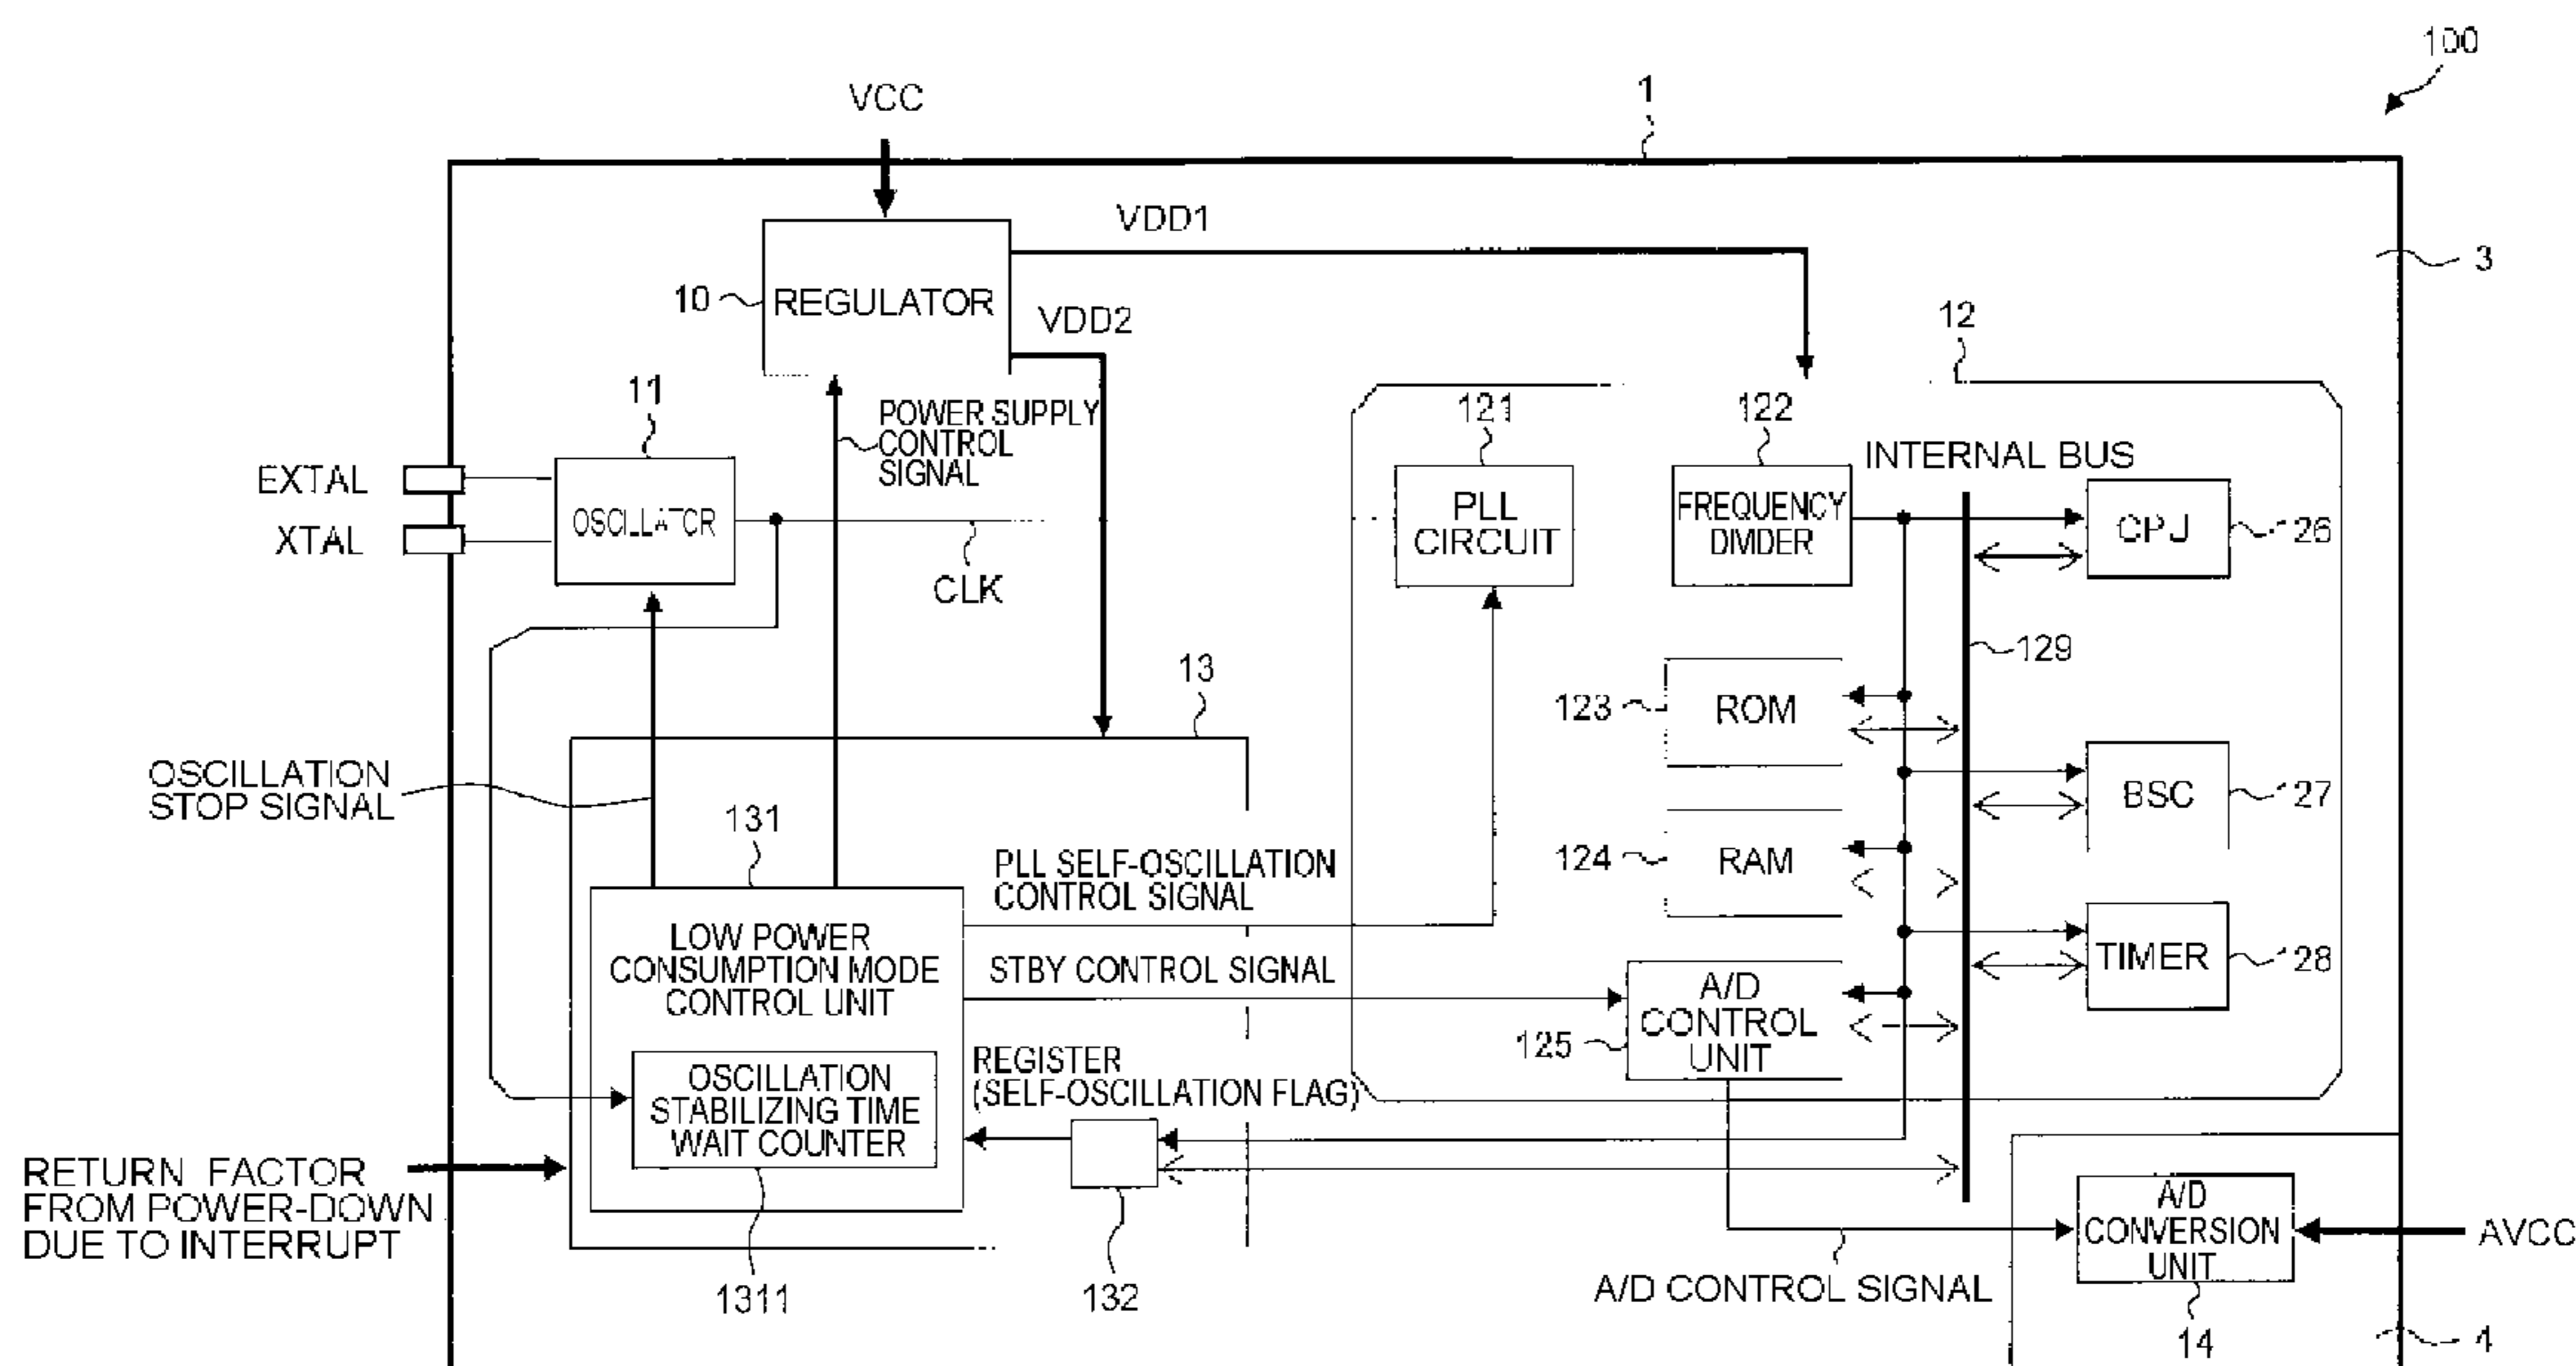 100
VCC
1
VDD1
3
10
REGULATOR
VDD2
12
11
POWER SUPPLY
CONTROL
SIGNAL
121
122
INTERNAL BUS
EXTAL
XTAL
OSCILLATCR
PLL
CIRCUIT
FREQUENCY
DIMDER
CPJ
26
CLK
129
13
123
ROM
OSCILLATION
STOP SIGNAL
131
BSC
27
PLL SELF-OSCILLATION
CONTROL SIGNAL
124
RAM
LOW POWER
CONSUMPTION MODE
CONTROL UNIT
STBY CONTROL SIGNAL
TIMER
28
A/D
CONTROL
UNIT
125
REGISTER
(SELF-OSCILLATION FLAG)
OSCILLATION
STABILIZING TIME
WAIT COUNTER
RETURN FACTOR
FROM POWER-DOWN
DUE TO INTERRUPT
A/D
CONVERSION
UNIT
AVCC
1311
132
A/D CONTROL SIGNAL
14
4